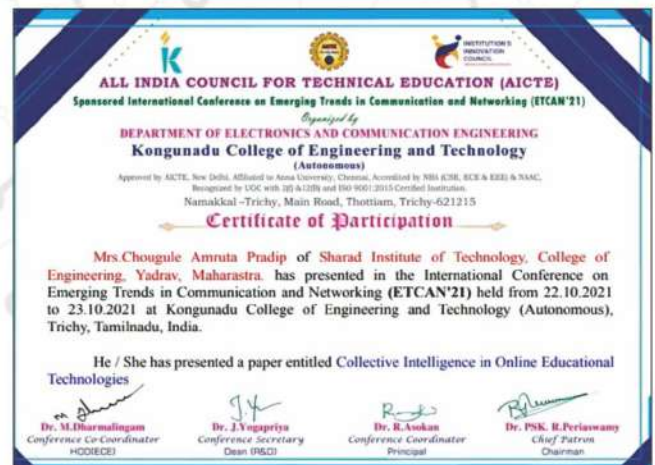 K
INSTITUTION'S
INNOVATION
COUNCIL
ALL INDIA COUNCIL FOR TECHNICAL EDUCATION (AICTE)
Sponsored International Conference on Emerging Trends in Communication and Networking (ETCAN'21)
Organized by
DEPARTMENT OF ELECTRONICS AND COMMUNICATION ENGINEERING
Kongunadu College of Engineering and Technology
(Autonomous)
Approved by AICTE, New Delhi, Affiliated to Anna University, Chennai, Accredited by NBA (CSE, ECE & EEE) & NAAC,
Recognized by UGC with 2(f) & 12(B) and ISO 9001:2015 Certified Institution.
Namakkal –Trichy, Main Road, Thottiam, Trichy-621215
Certificate of Participation
Mrs.Chougule Amruta Pradip of Sharad Institute of Technology, College of
Engineering, Yadrav, Maharastra. has presented in the International Conference on
Emerging Trends in Communication and Networking (ETCAN'21) held from 22.10.2021
to 23.10.2021 at Kongunadu College of Engineering and Technology (Autonomous),
Trichy, Tamilnadu, India.
He / She has presented a paper entitled Collective Intelligence in Online Educational
Technologies
Dr. M.Dharmalingam
Conference Co-Coordinator
HOD(ECE)
Dr. J.Yogapriya
Conference Secretary
Dean (R&D)
Dr. R.Asokan
Conference Coordinator
Principal
Dr. PSK. R.Periaswamy
Chief Patron
Chairman